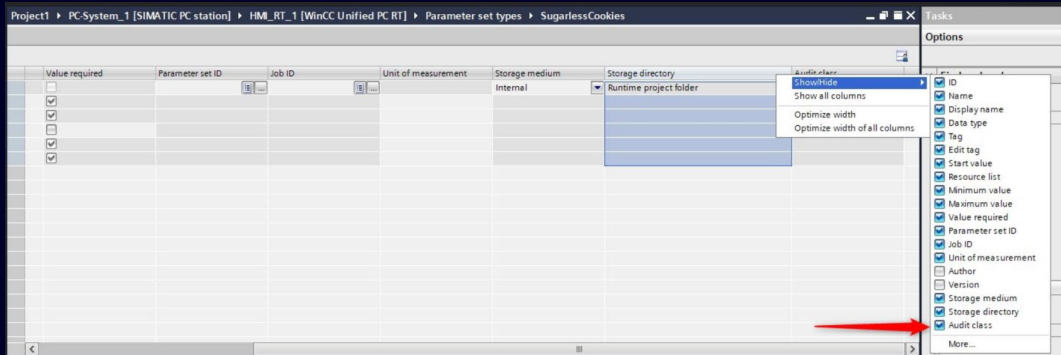 Project1 ▸ PC-System_1 [SIMATIC PC station] ▸ HMI_RT_1 [WinCC Unified PC RT] ▸ Parameter set types ▸ SugarlessCookies
Tasks
Options
Value required Parameter set ID Job ID Unit of measurement Storage medium Storage directory Audit class
Internal Runtime project folder
Show/Hide
Show all columns
Optimize width
Optimize width of all columns
ID
Name
Display name
Data type
Tag
Edit tag
Start value
Resource list
Minimum value
Maximum value
Value required
Parameter set ID
Job ID
Unit of measurement
Author
Version
Storage medium
Storage directory
Audit class
More...